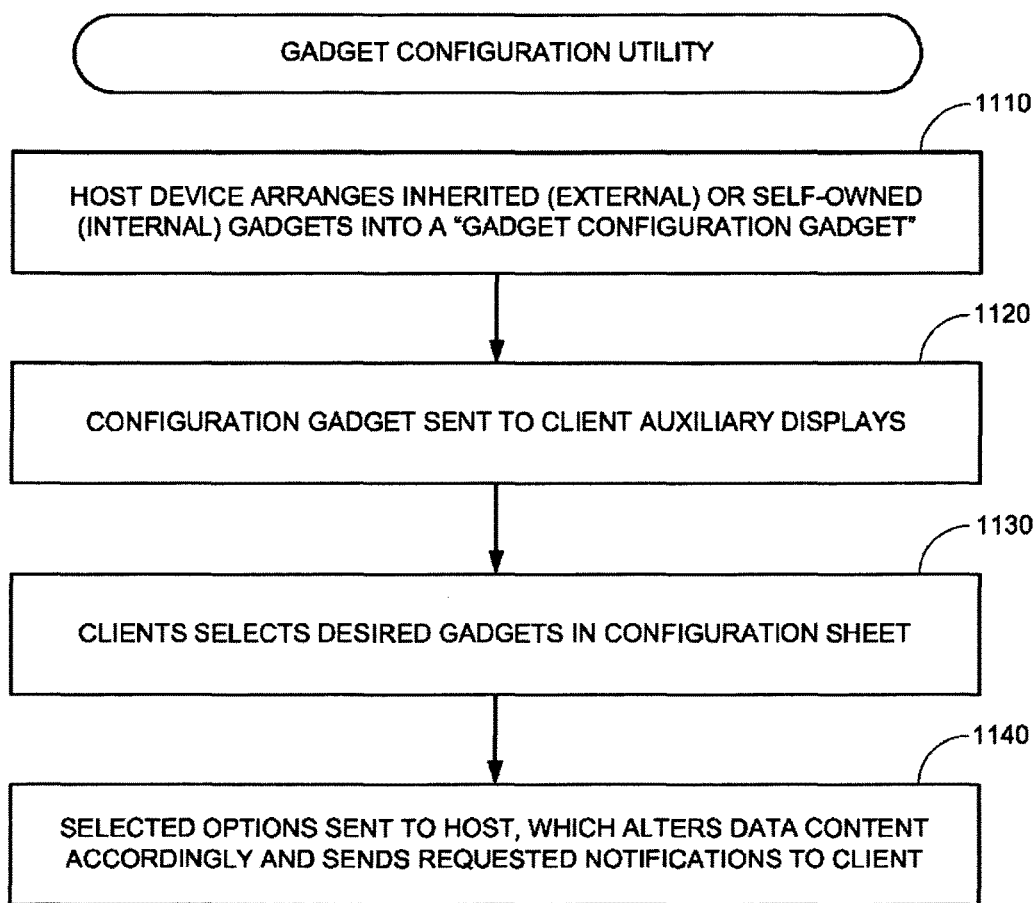 GADGET CONFIGURATION UTILITY
1110
HOST DEVICE ARRANGES INHERITED (EXTERNAL) OR SELF-OWNED
(INTERNAL) GADGETS INTO A “GADGET CONFIGURATION GADGET”
1120
CONFIGURATION GADGET SENT TO CLIENT AUXILIARY DISPLAYS
1130
CLIENTS SELECTS DESIRED GADGETS IN CONFIGURATION SHEET
1140
SELECTED OPTIONS SENT TO HOST, WHICH ALTERS DATA CONTENT
ACCORDINGLY AND SENDS REQUESTED NOTIFICATIONS TO CLIENT